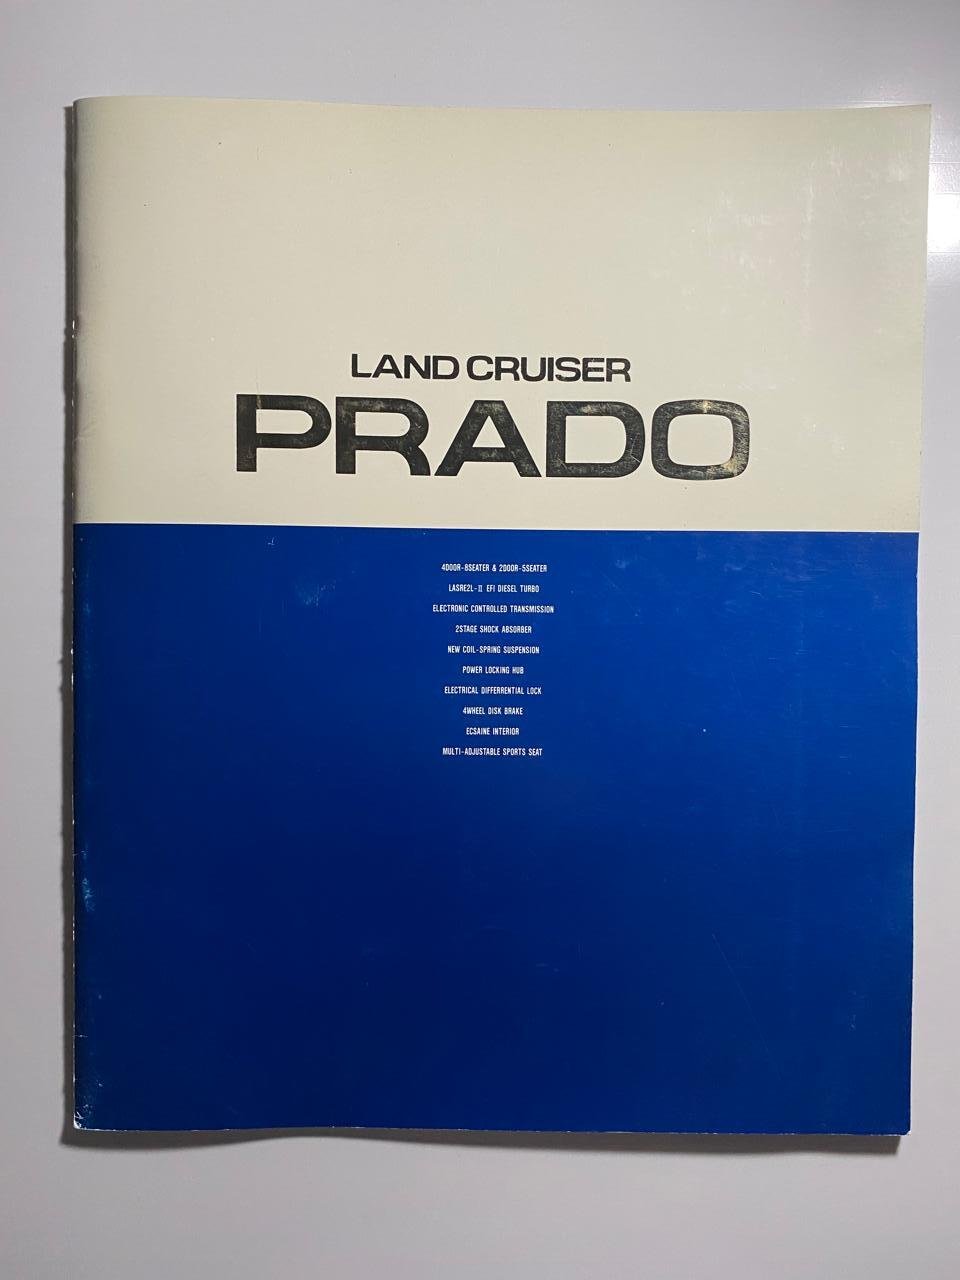 LAND CRUISER
PRADO
4DOOR-8SEATER & 2DOOR-5SEATER
LASRE2L-II EFI DIESEL TURBO
ELECTRONIC CONTROLLED TRANSMISSION
2STAGE SHOCK ABSORBER
NEW COIL-SPRING SUSPENSION
POWER LOCKING HUB
ELECTRICAL DIFFERRENTIAL LOCK
4WHEEL DISK BRAKE
ECSAINE INTERIOR
MULTI-ADJUSTABLE SPORTS SEAT